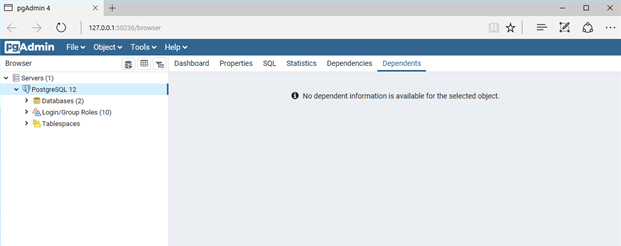 pgAdmin 4
127.0.0.1:50236/browser
pgAdmin File Object Tools Help
Browser Dashboard Properties SQL Statistics Dependencies Dependents
Servers (1)
PostgreSQL 12
Databases (2)
Login/Group Roles (10)
Tablespaces
No dependent information is available for the selected object.